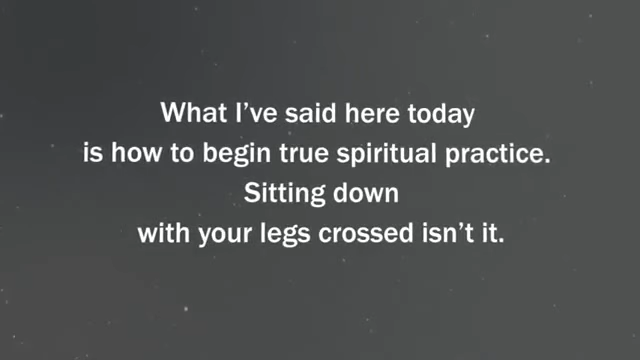 What I’ve said here today
is how to begin true spiritual practice.
Sitting down
with your legs crossed isn’t it.